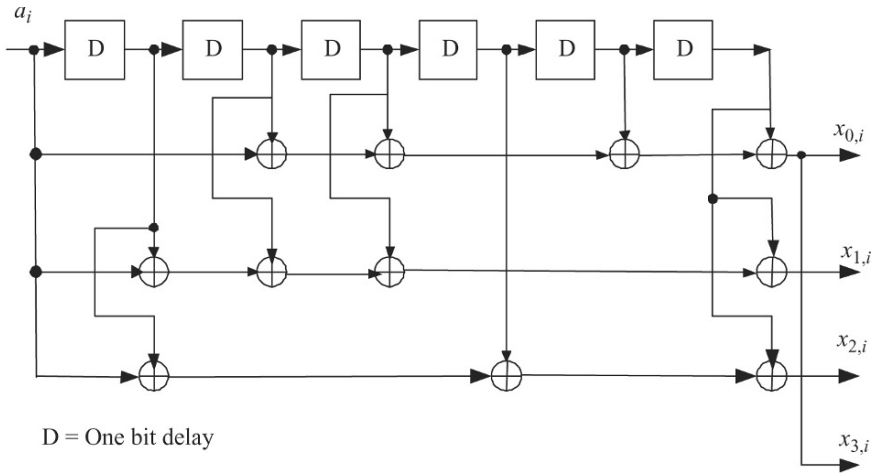 a_i
D D D D D D
x_{0,i}
x_{1,i}
x_{2,i}
D = One bit delay
x_{3,i}